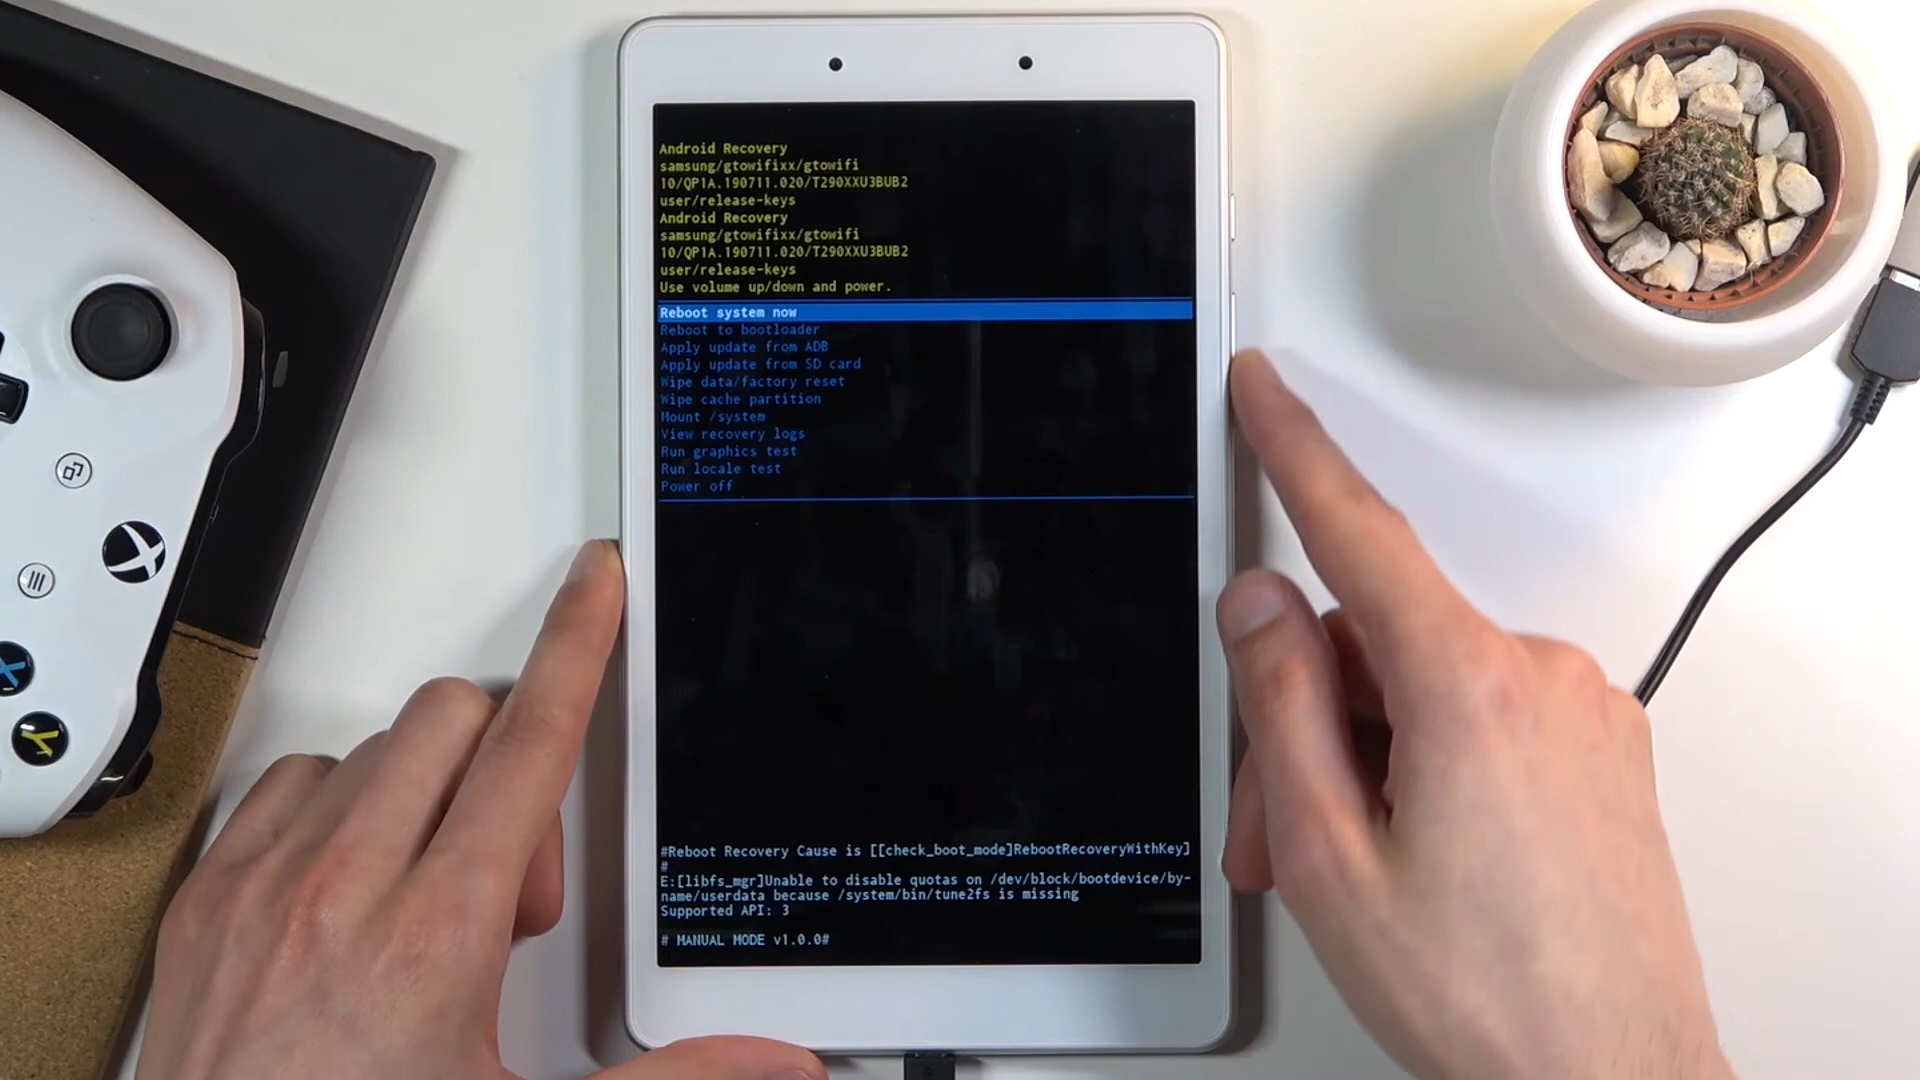 Android Recovery
samsung/gtowifixx/gtowifi
10/QP1A.190711.020/T290XXU3BUB2
user/release-keys
Android Recovery
samsung/gtowifixx/gtowifi
10/QP1A.190711.020/T290XXU3BUB2
user/release-keys
Use volume up/down and power.
Reboot system now
Reboot to bootloader
Apply update from ADB
Apply update from SD card
Wipe data/factory reset
Wipe cache partition
Mount /system
View recovery logs
Run graphics test
Run locale test
Power off
#Reboot Recovery Cause is [[check_boot_mode]RebootRecoveryWithKey]
#
E:[libfs_mgr]Unable to disable quotas on /dev/block/bootdevice/by-
name/userdata because /system/bin/tune2fs is missing
Supported API: 3
# MANUAL MODE v1.0.0#
X
Y